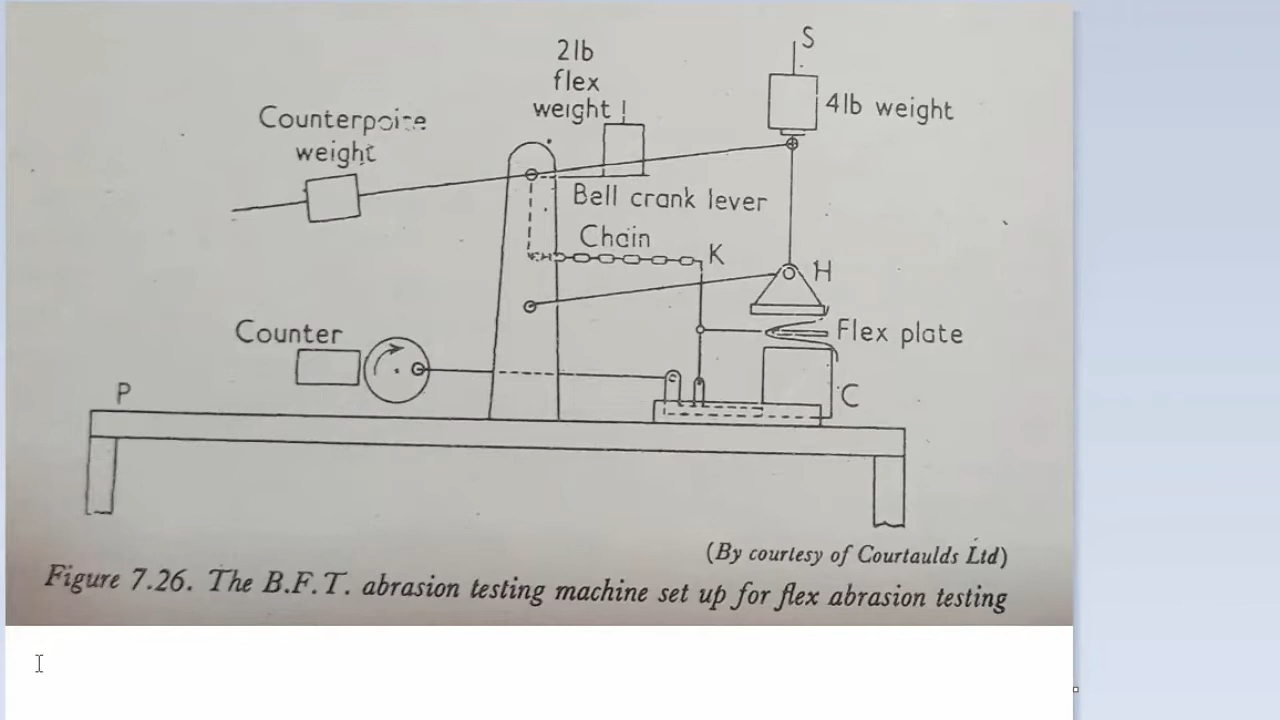 S
2lb
flex
weight
4lb weight
Counterpoise
weight
Bell crank lever
Chain
K
H
Counter
Flex plate
P
C
(By courtesy of Courtaulds Ltd)
Figure 7.26. The B.F.T. abrasion testing machine set up for flex abrasion testing